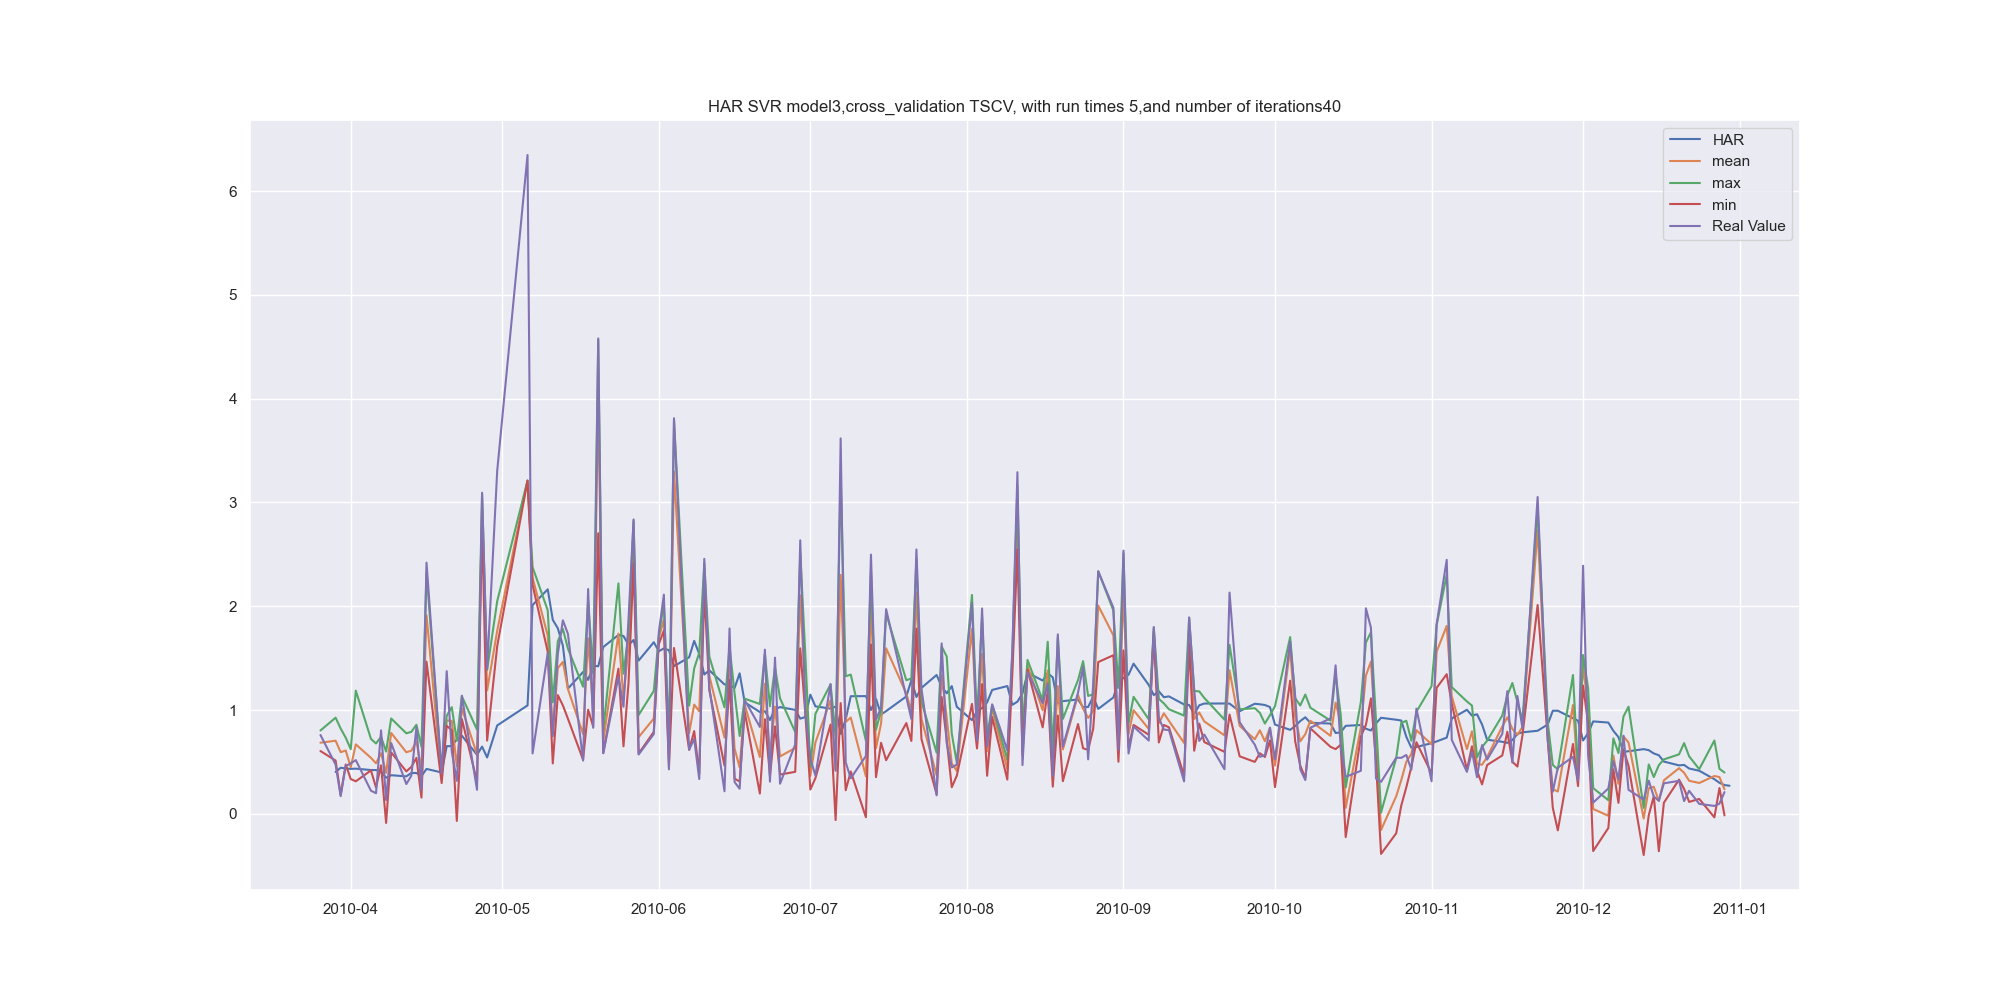 HAR SVR model3,cross_validation TSCV, with run times 5,and number of iterations40
HAR
mean
max
min
Real Value
6
5
4
3
2
1
0
2010-04 2010-05 2010-06 2010-07 2010-08 2010-09 2010-10 2010-11 2010-12 2011-01